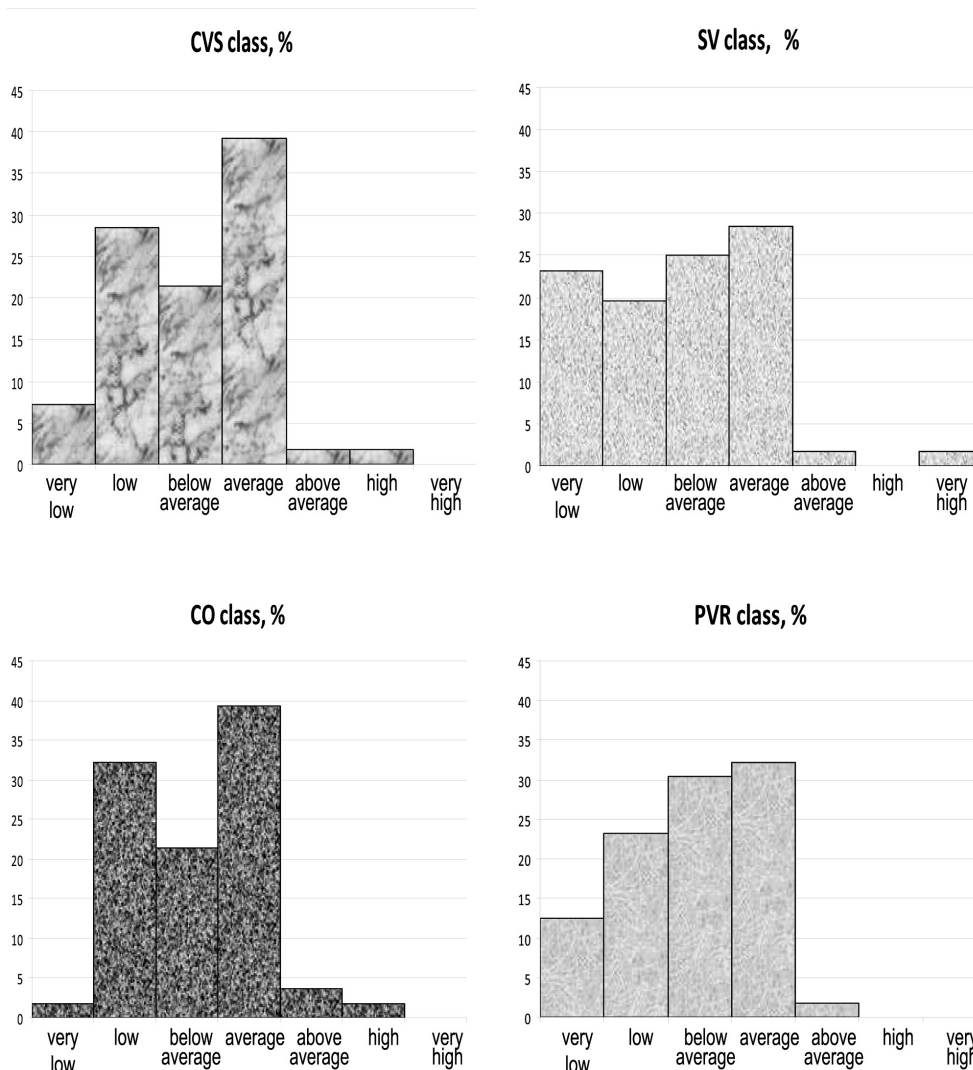 CVS class, %
45
40
35
30
25
20
15
10
5
0
very low
low
below average
average
above average
high
very high
SV class, %
45
40
35
30
25
20
15
10
5
0
very low
low
below average
average
above average
high
very high
CO class, %
45
40
35
30
25
20
15
10
5
0
very low
low
below average
average
above average
high
very high
PVR class, %
45
40
35
30
25
20
15
10
5
0
very low
low
below average
average
above average
high
very high